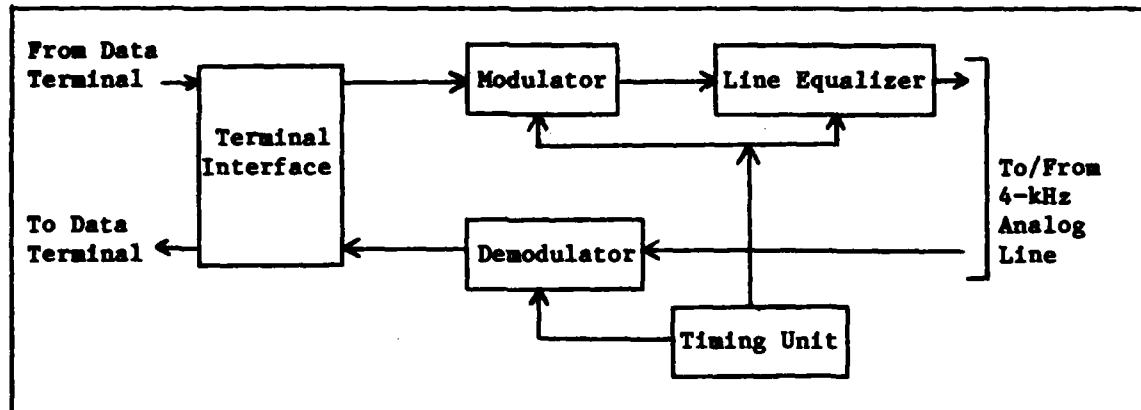 From Data
Terminal
Modulator
Line Equalizer
Terminal
Interface
To/From
4-kHz
Analog
Line
To Data
Terminal
Demodulator
Timing Unit